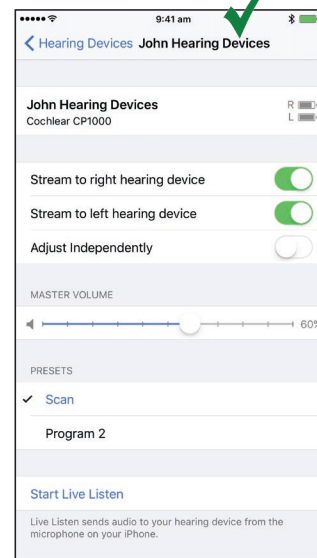 9:41 am
Hearing Devices John Hearing Devices
John Hearing Devices
R
Cochlear CP1000
L
Stream to right hearing device
Stream to left hearing device
Adjust Independently
MASTER VOLUME
60%
PRESETS
Scan
Program 2
Start Live Listen
Live Listen sends audio to your hearing device from the
microphone on your iPhone.